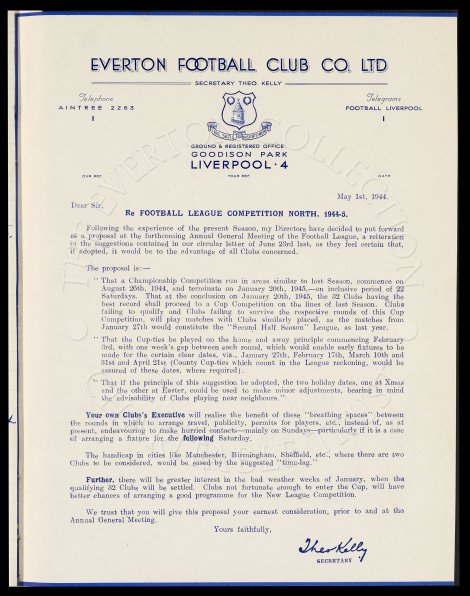 EVERTON FOOTBALL CLUB CO. LTD
SECRETARY THEO. KELLY
Telephone
AINTREE 2263
Telegrams
FOOTBALL LIVERPOOL
GROUND & REGISTERED OFFICE:
GOODISON PARK
LIVERPOOL·4
OUR REF
YOUR REF
DATE
May 1st, 1944.
Dear Sir,
Re FOOTBALL LEAGUE COMPETITION NORTH, 1944-5.
Following the experience of the present Season, my Directors have decided to put forward
as a proposal at the forthcoming Annual General Meeting of the Football League, a reiteration
of the suggestions contained in our circular letter of June 23rd last, as they feel certain that,
if adopted, it would be to the advantage of all Clubs concerned.
The proposal is:—
"That a Championship Competition run in areas similar to last Season, commence on
August 26th, 1944, and terminate on January 20th, 1945,—an inclusive period of 22
Saturdays. That at the conclusion on January 20th, 1945, the 32 Clubs having the
best record shall proceed to a Cup Competition on the lines of last Season. Clubs
failing to qualify and Clubs failing to survive the respective rounds of this Cup
Competition, will play matches with Clubs similarly placed, as the matches from
January 27th would constitute the "Second Half Season" League, as last year.
"That the Cup-ties be played on the home and away principle commencing February
3rd, with one week's gap between each round, which would enable early fixtures to be
made for the certain clear dates, viz., January 27th, February 17th, March 10th and
31st and April 21st (County Cup-ties which count in the League reckoning, would be
assured of these dates, where required).
"That if the principle of this suggestion be adopted, the two holiday dates, one at Xmas
and the other at Easter, could be used to make minor adjustments, bearing in mind
the advisability of Clubs playing near neighbours."
Your own Club's Executive will realise the benefit of these "breathing spaces" between
the rounds in which to arrange travel, publicity, permits for players, etc., instead of, as at
present, endeavouring to make hurried contacts—mainly on Sundays—particularly if it is a case
of arranging a fixture for the following Saturday.
The handicap in cities like Manchester, Birmingham, Sheffield, etc., where there are two
Clubs to be considered, would be eased by the suggested "time-lag."
Further, there will be greater interest in the bad weather weeks of January, when the
qualifying 32 Clubs will be settled. Clubs not fortunate enough to enter the Cup, will have
better chances of arranging a good programme for the New League Competition.
We trust that you will give this proposal your earnest consideration, prior to and at the
Annual General Meeting.
Yours faithfully,
Theo Kelly
SECRETARY